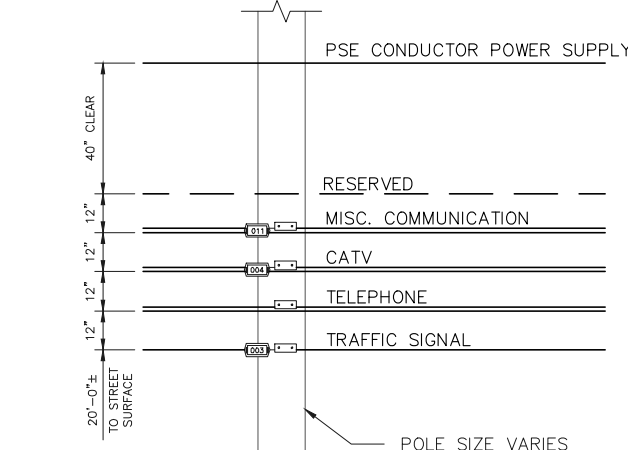 PSE CONDUCTOR POWER SUPPLY
40" CLEAR
RESERVED
12"
MISC. COMMUNICATION
011
12"
CATV
004
12"
TELEPHONE
12"
TRAFFIC SIGNAL
003
20'-0"±
TO STREET
SURFACE
POLE SIZE VARIES